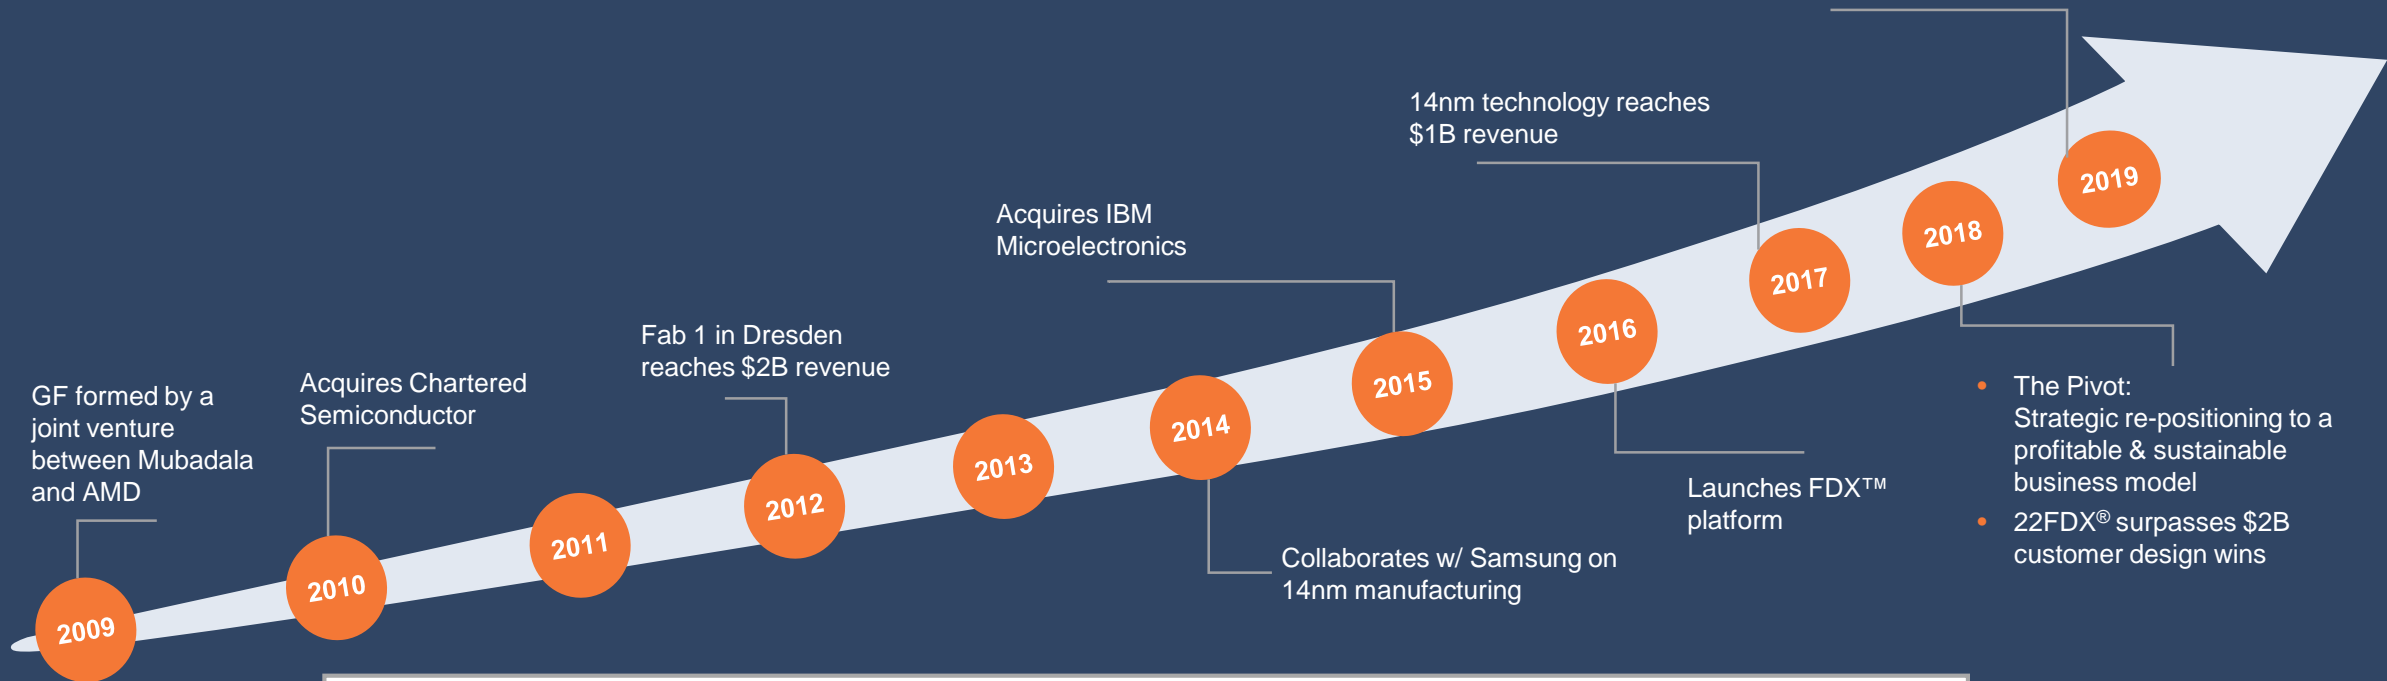 GF formed by a
joint venture
between Mubadala
and AMD
2009
Acquires Chartered
Semiconductor
2010
2011
Fab 1 in Dresden
reaches $2B revenue
2012
2013
Collaborates w/ Samsung on
14nm manufacturing
2014
Acquires IBM
Microelectronics
2015
Launches FDX™
platform
2016
14nm technology reaches
$1B revenue
2017
2018
• The Pivot:
Strategic re-positioning to a
profitable & sustainable
business model
• 22FDX® surpasses $2B
customer design wins
2019